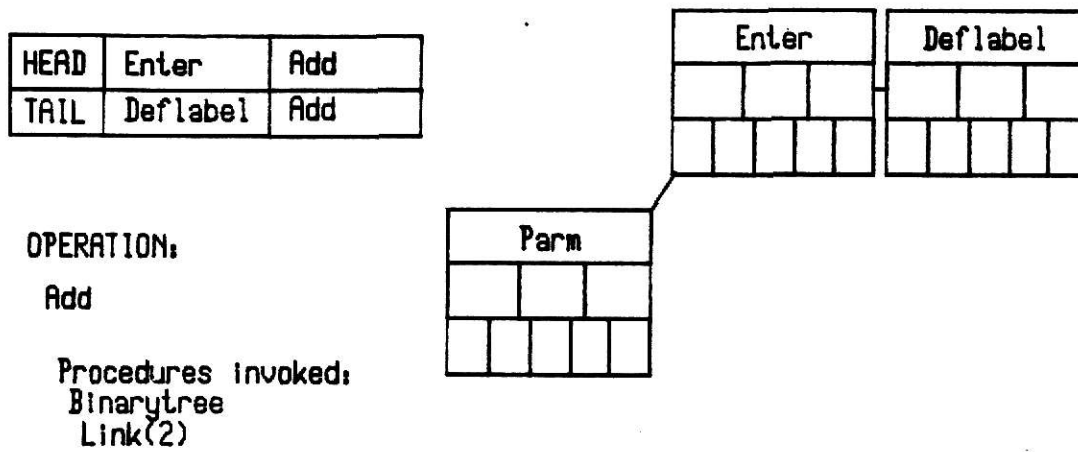 HEAD Enter Add
TAIL Deflabel Add
Enter Deflabel
Parm
OPERATION:
Add
Procedures invoked:
Binarytree
Link(2)